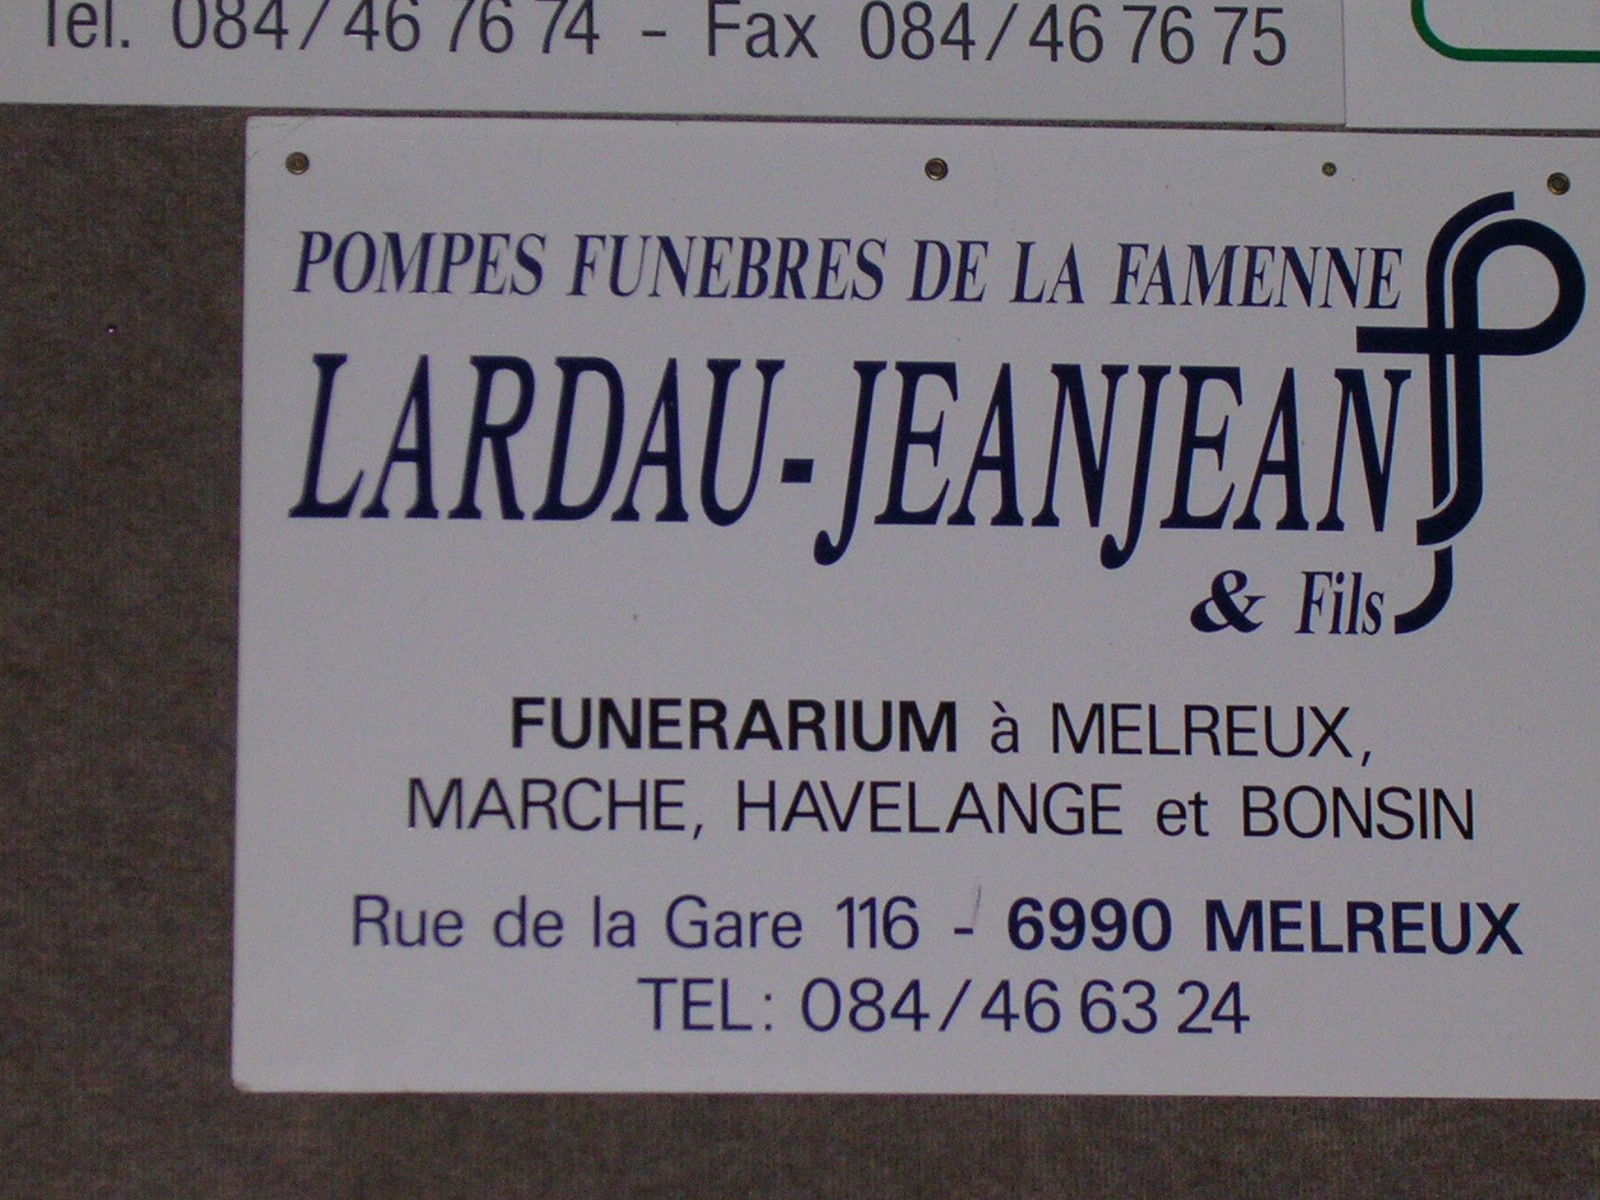 Tel. 084/46 76 74 - Fax 084/46 76 75
POMPES FUNEBRES DE LA FAMENNE
LARDAU-JEANJEAN
& Fils
FUNERARIUM à MELREUX,
MARCHE, HAVELANGE et BONSIN
Rue de la Gare 116 - 6990 MELREUX
TEL: 084/46 63 24